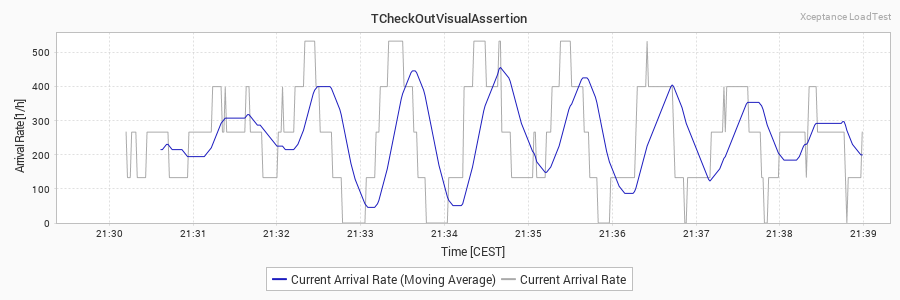 TCheckOutVisualAssertion
Xceptance LoadTest
Arrival Rate [1/h]
500
400
300
200
100
0
21:30 21:31 21:32 21:33 21:34 21:35 21:36 21:37 21:38 21:39
Time [CEST]
Current Arrival Rate (Moving Average) Current Arrival Rate